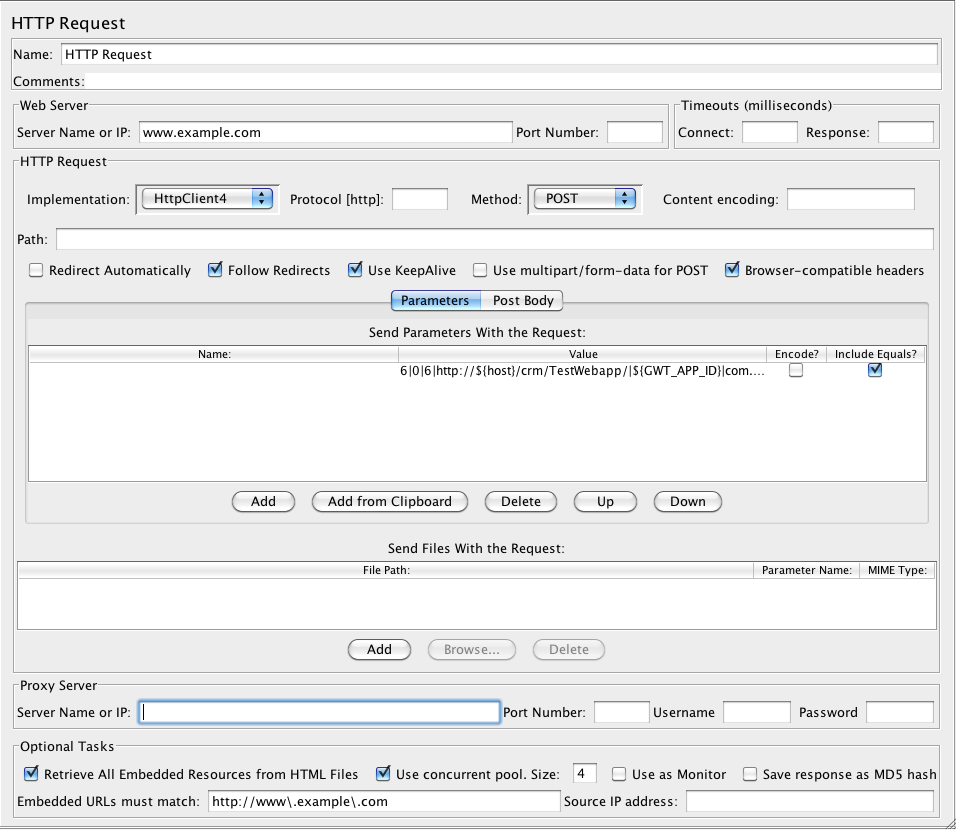 HTTP Request
Name: HTTP Request
Comments:
Web Server
Timeouts (milliseconds)
Server Name or IP: www.example.com Port Number:
Connect: Response:
HTTP Request
Implementation: HttpClient4 Protocol [http]: Method: POST Content encoding:
Path:
Redirect Automatically Follow Redirects Use KeepAlive Use multipart/form-data for POST Browser-compatible headers
Parameters Post Body
Send Parameters With the Request:
Name: Value Encode? Include Equals?
6|0|6|http://${host}/crm/TestWebapp/|${GWT_APP_ID}|com....
Add Add from Clipboard Delete Up Down
Send Files With the Request:
File Path: Parameter Name: MIME Type:
Add Browse... Delete
Proxy Server
Server Name or IP: Port Number: Username Password
Optional Tasks
Retrieve All Embedded Resources from HTML Files Use concurrent pool. Size: 4 Use as Monitor Save response as MD5 hash
Embedded URLs must match: http://www\.example\.com Source IP address: